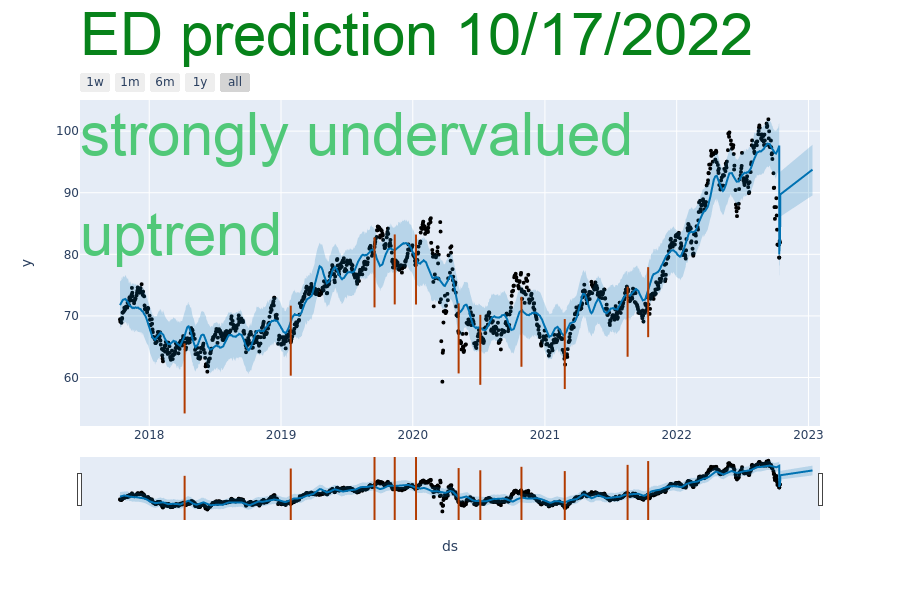 ED prediction 10/17/2022
1w 1m 6m 1y all
strongly undervalued
uptrend
100
90
80
70
60
y
2018 2019 2020 2021 2022 2023
ds